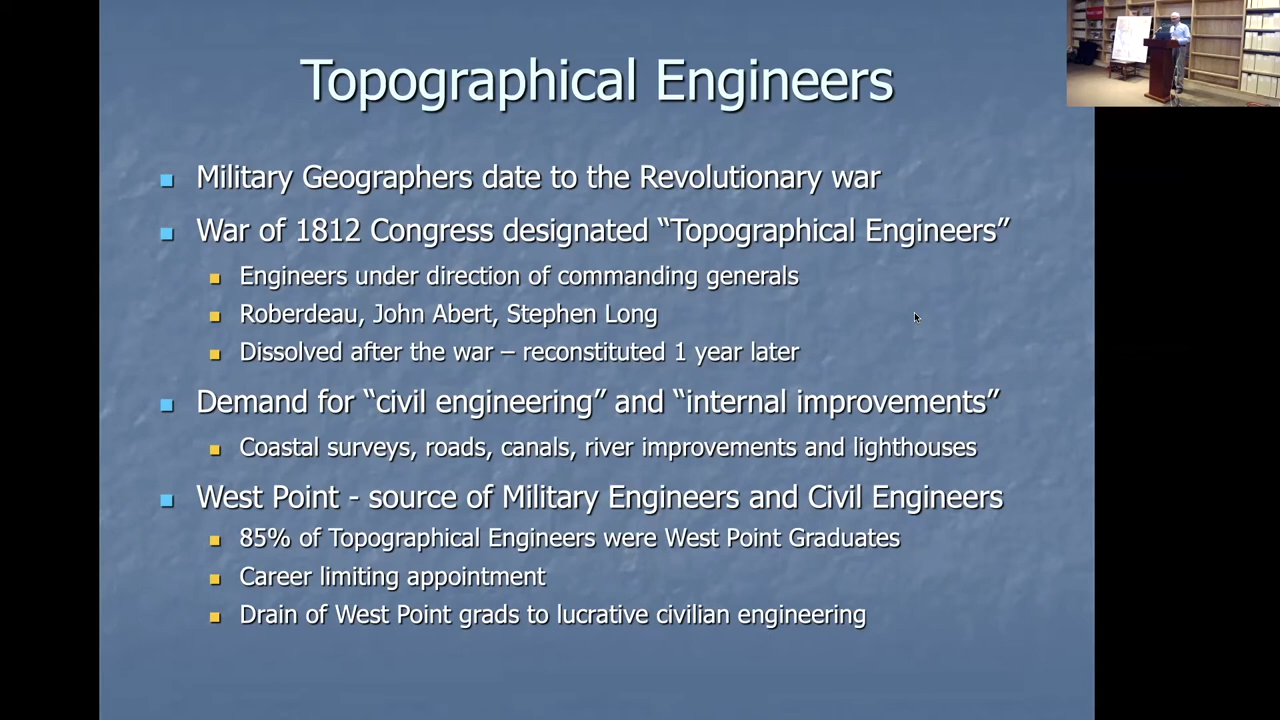 Topographical Engineers
Military Geographers date to the Revolutionary war
War of 1812 Congress designated “Topographical Engineers”
Engineers under direction of commanding generals
Roberdeau, John Abert, Stephen Long
Dissolved after the war – reconstituted 1 year later
Demand for “civil engineering” and “internal improvements”
Coastal surveys, roads, canals, river improvements and lighthouses
West Point - source of Military Engineers and Civil Engineers
85% of Topographical Engineers were West Point Graduates
Career limiting appointment
Drain of West Point grads to lucrative civilian engineering